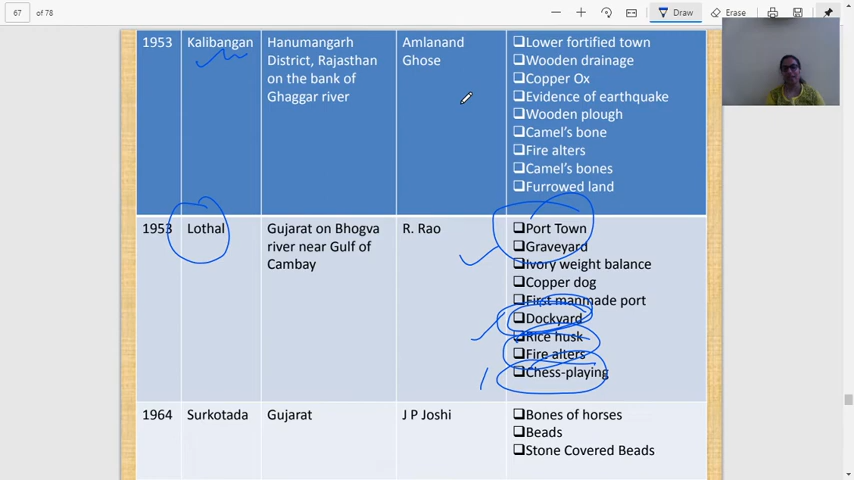 67 of 78
Draw
Erase
1953 Kalibangan Hanumangarh District, Rajasthan on the bank of Ghaggar river Amlanand Ghose
Lower fortified town
Wooden drainage
Copper Ox
Evidence of earthquake
Wooden plough
Camel's bone
Fire alters
Camel's bones
Furrowed land
1953 Lothal Gujarat on Bhogva river near Gulf of Cambay R. Rao
Port Town
Graveyard
Ivory weight balance
Copper dog
First manmade port
Dockyard
Rice husk
Fire alters
Chess-playing
1964 Surkotada Gujarat J P Joshi
Bones of horses
Beads
Stone Covered Beads